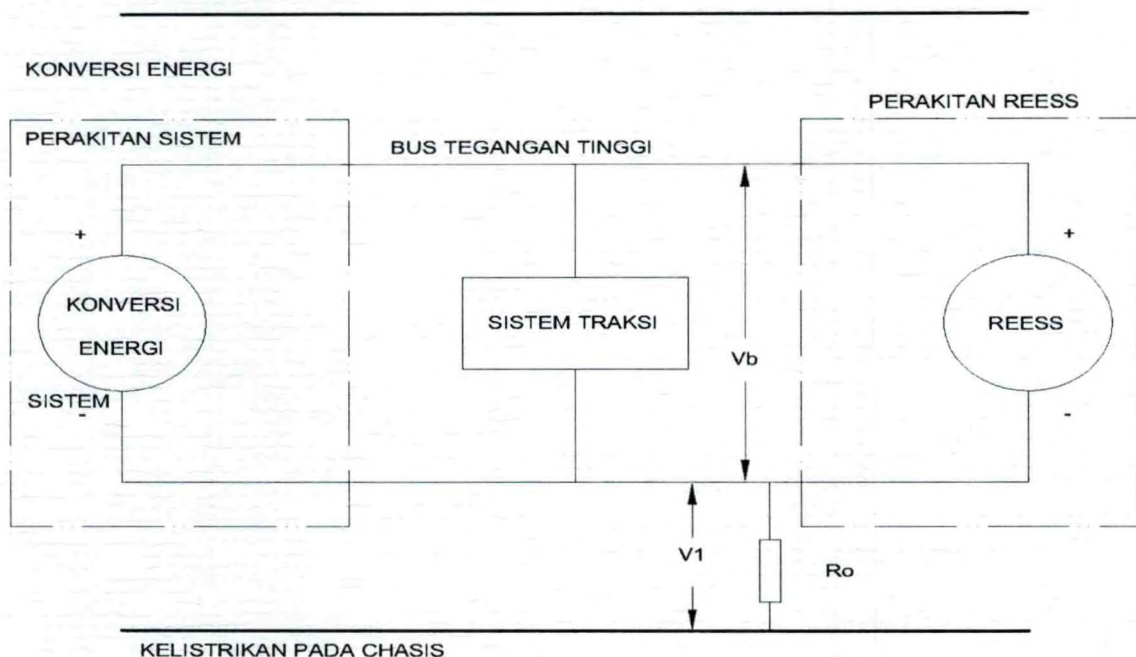 KONVERSI ENERGI
PERAKITAN REESS
PERAKITAN SISTEM
BUS TEGANGAN TINGGI
+
+
KONVERSI
ENERGI
SISTEM TRAKSI
Vb
REESS
SISTEM
-
-
V1
Ro
KELISTRIKAN PADA CHASIS